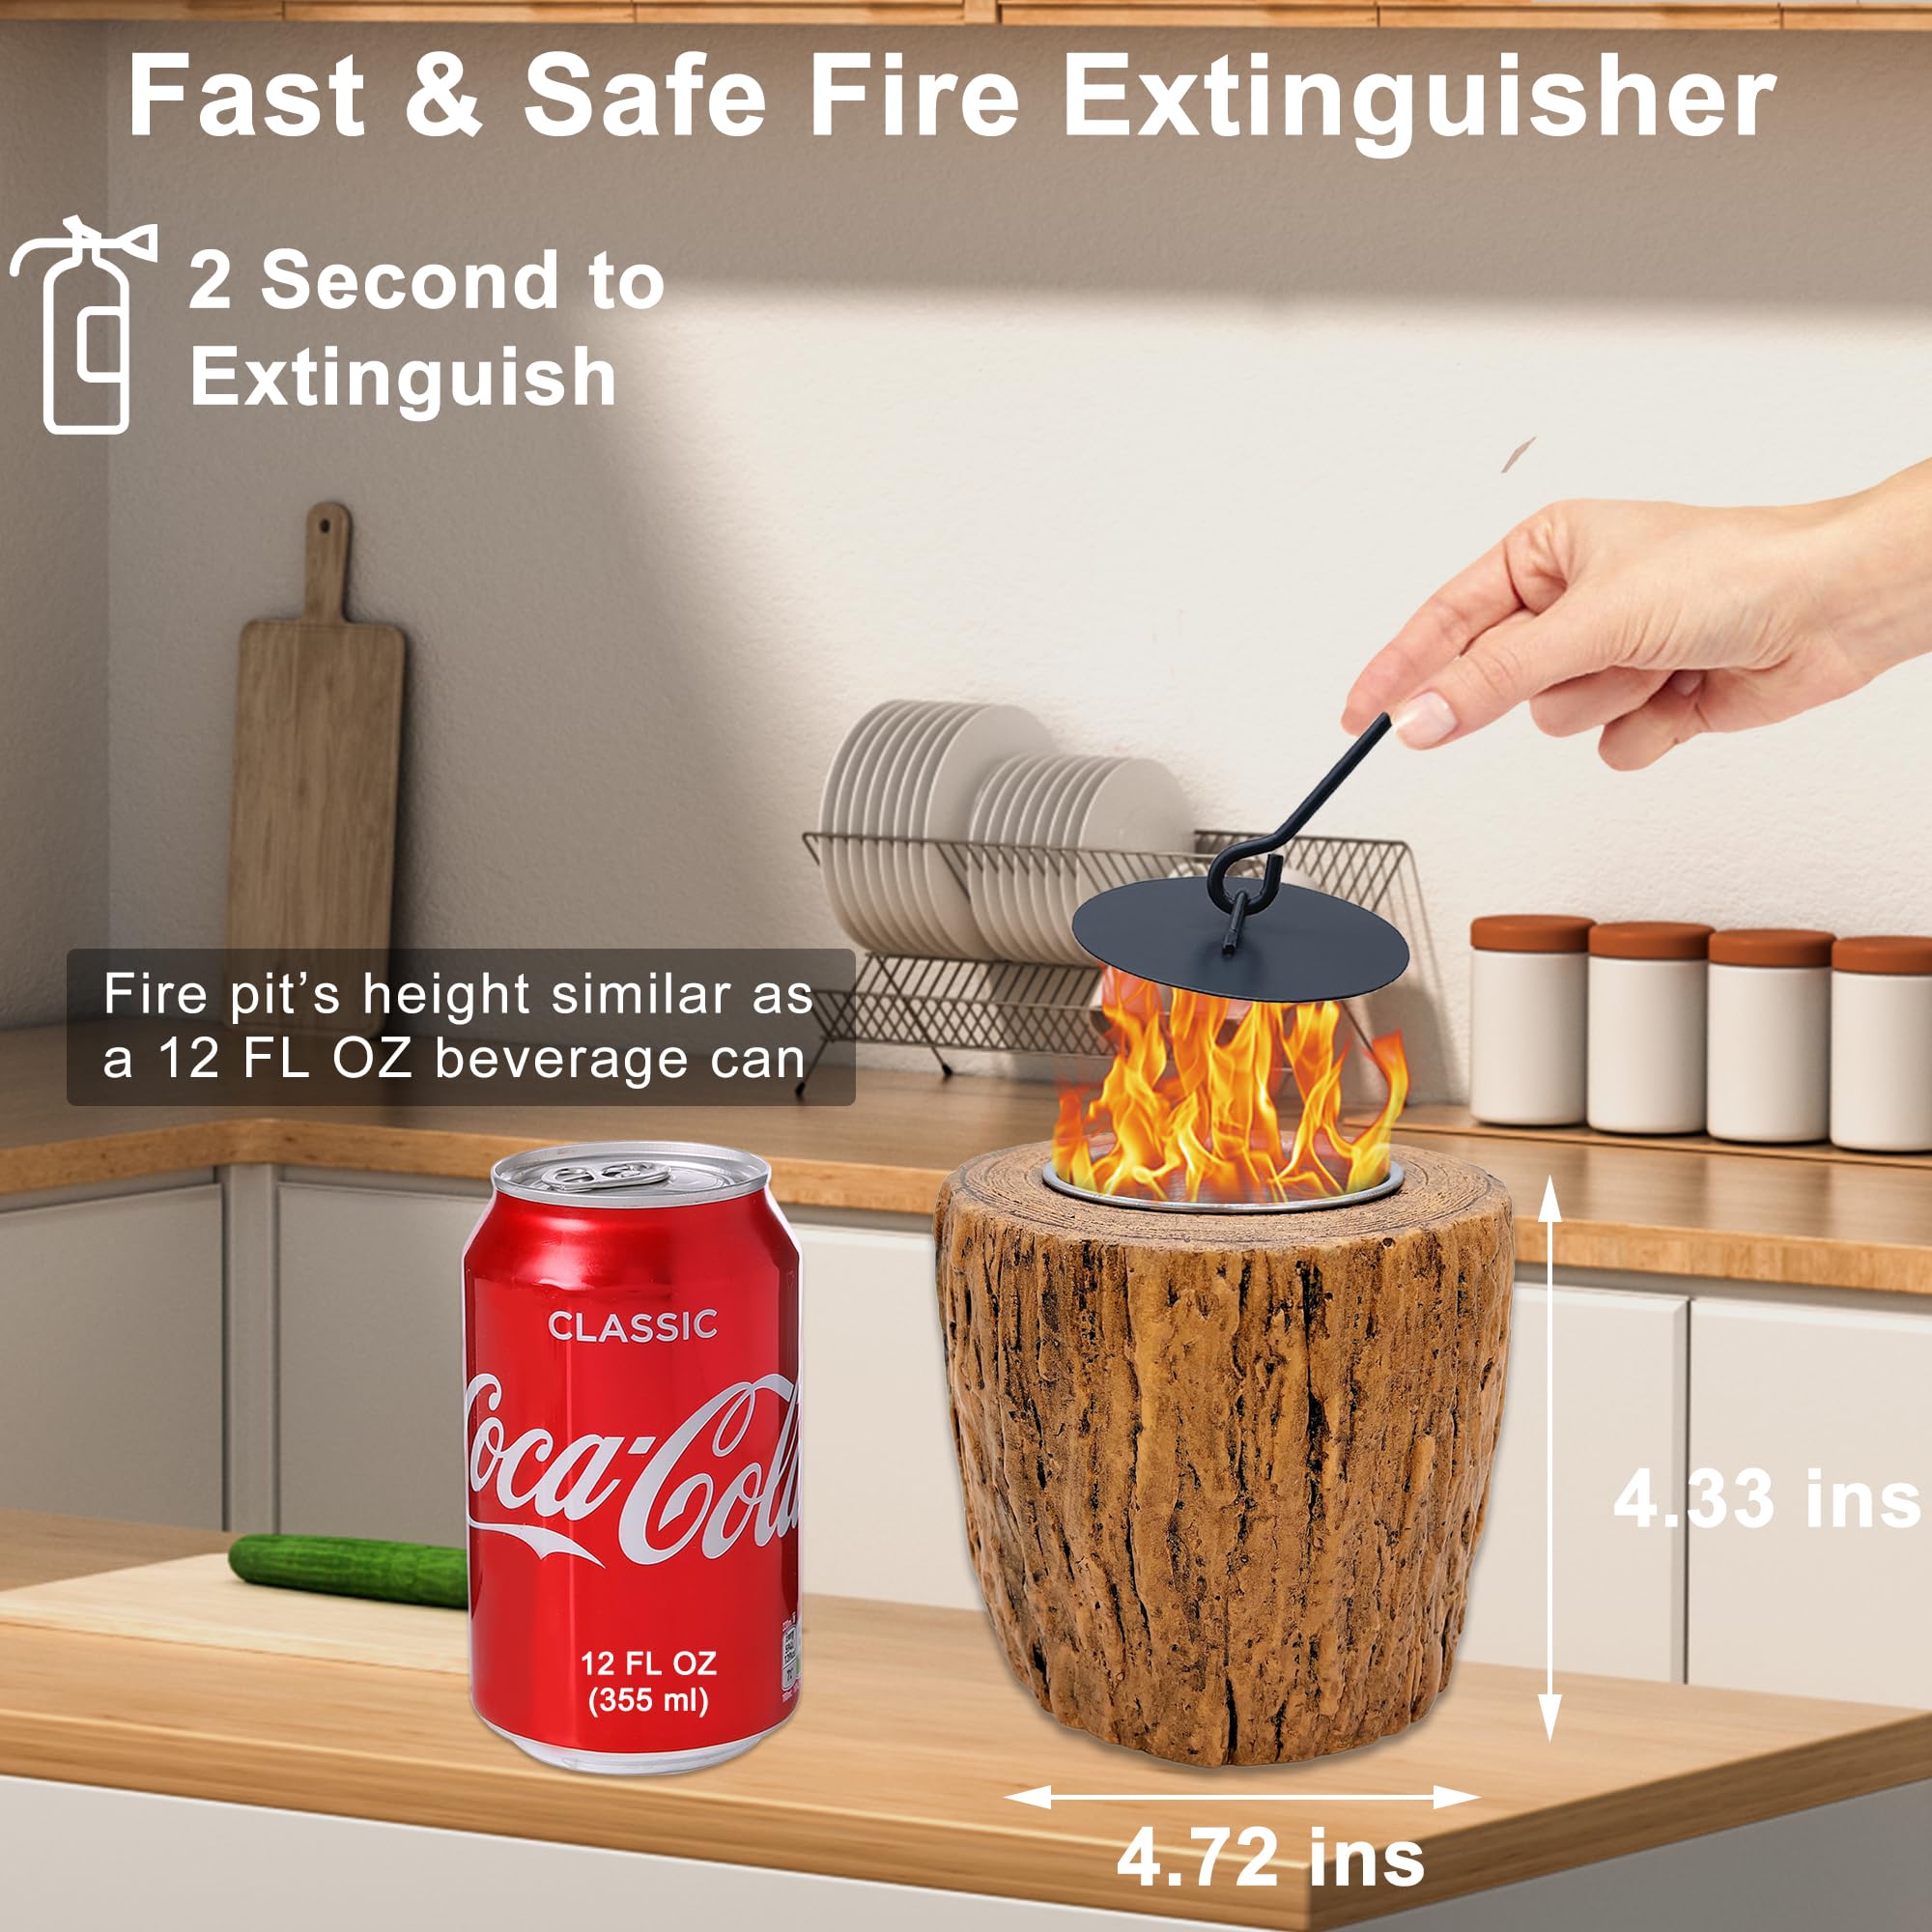 Fast & Safe Fire Extinguisher
2 Second to
Extinguish
Fire pit’s height similar as
a 12 FL OZ beverage can
CLASSIC
Coca-Cola
12 FL OZ
(355 ml)
4.33 ins
4.72 ins